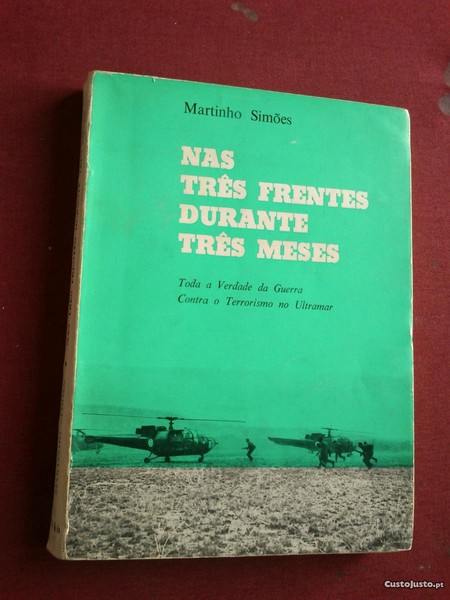 Martinho Simões
NAS
TRÊS FRENTES
DURANTE
TRÊS MESES
Toda a Verdade da Guerra
Contra o Terrorismo no Ultramar
CustoJusto.pt